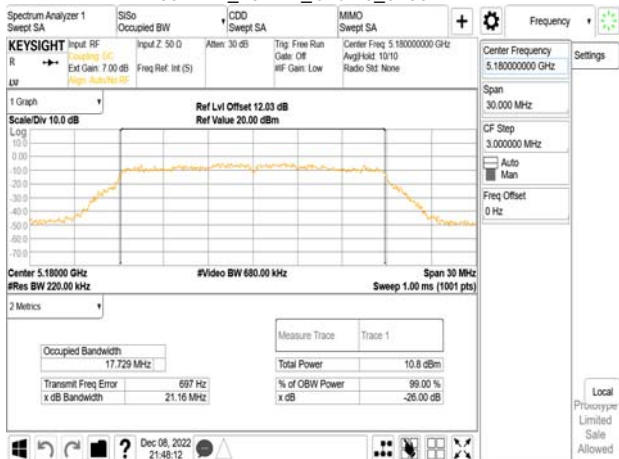 Spectrum Analyzer 1
Swept SA
SiSo
Occupied BW
CDD
Swept SA
MIMO
Swept SA
+
Frequency
KEYSIGHT
R
LVI
Input: RF
Coupling: DC
Ext Gain: 7.00 dB
Align: Auto/No RF
Input Z: 50 Ω
Freq Ref: Int (S)
Atten: 30 dB
Trig: Free Run
Gate: Off
#IF Gain: Low
Center Freq: 5.180000000 GHz
Avg|Hold: 10/10
Radio Std: None
Center Frequency
5.180000000 GHz
Settings
Span
30.000 MHz
CF Step
3.000000 MHz
Auto
Man
Freq Offset
0 Hz
1 Graph
Scale/Div 10.0 dB
Ref Lvl Offset 12.03 dB
Ref Value 20.00 dBm
Log
10.0
0.00
-10.0
-20.0
-30.0
-40.0
-50.0
-60.0
-70.0
Center 5.18000 GHz
#Res BW 220.00 kHz
#Video BW 680.00 kHz
Span 30 MHz
Sweep 1.00 ms (1001 pts)
2 Metrics
Measure Trace
Trace 1
Occupied Bandwidth
17.729 MHz
Total Power
10.8 dBm
Transmit Freq Error
697 Hz
% of OBW Power
99.00 %
x dB Bandwidth
21.16 MHz
x dB
-26.00 dB
Local
Prototype
Limited
Sale
Allowed
?
Dec 08, 2022
21:48:12